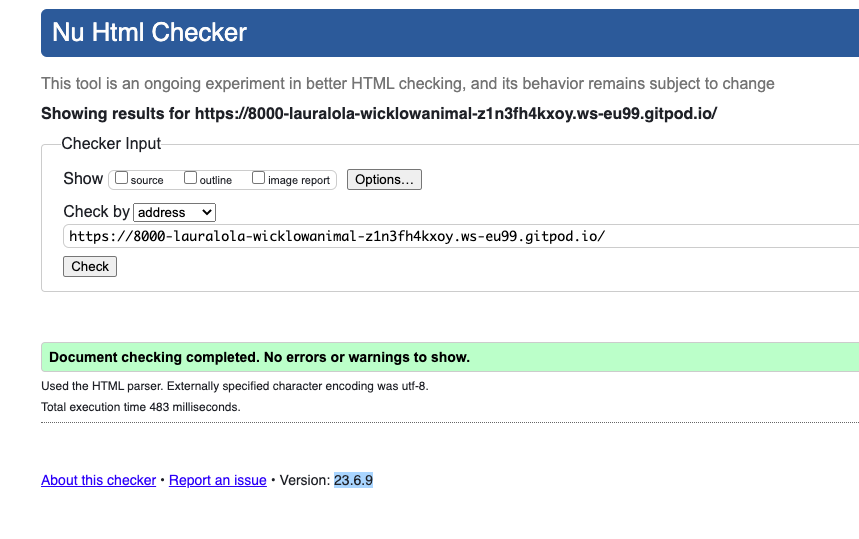 Nu Html Checker
This tool is an ongoing experiment in better HTML checking, and its behavior remains subject to change
Showing results for https://8000-lauralola-wicklowanimal-z1n3fh4kxoy.ws-eu99.gitpod.io/
Checker Input
Show source outline image report Options...
Check by address
https://8000-lauralola-wicklowanimal-z1n3fh4kxoy.ws-eu99.gitpod.io/
Check
Document checking completed. No errors or warnings to show.
Used the HTML parser. Externally specified character encoding was utf-8.
Total execution time 483 milliseconds.
About this checker • Report an issue • Version: 23.6.9